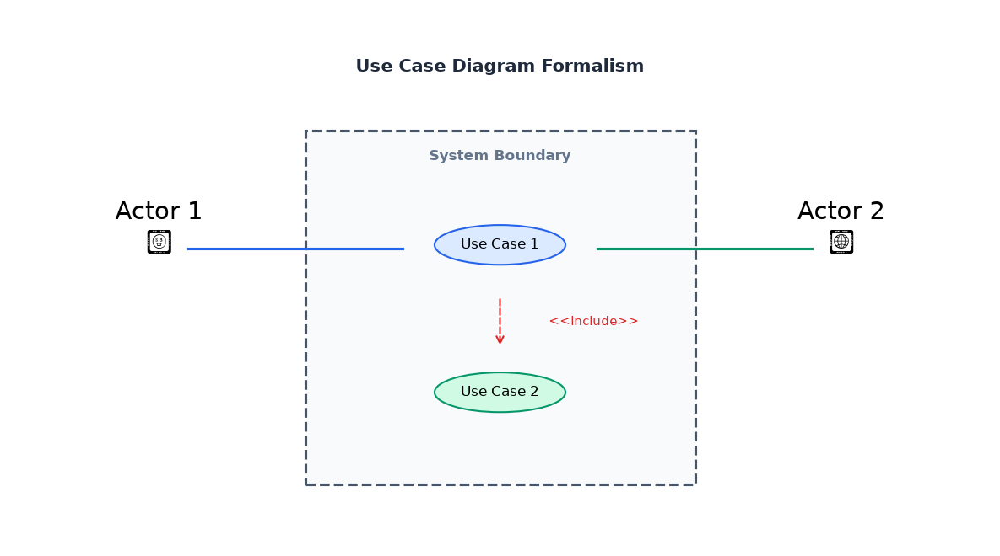 Use Case Diagram Formalism
System Boundary
Actor 1
Actor 2
Use Case 1
<<include>>
Use Case 2